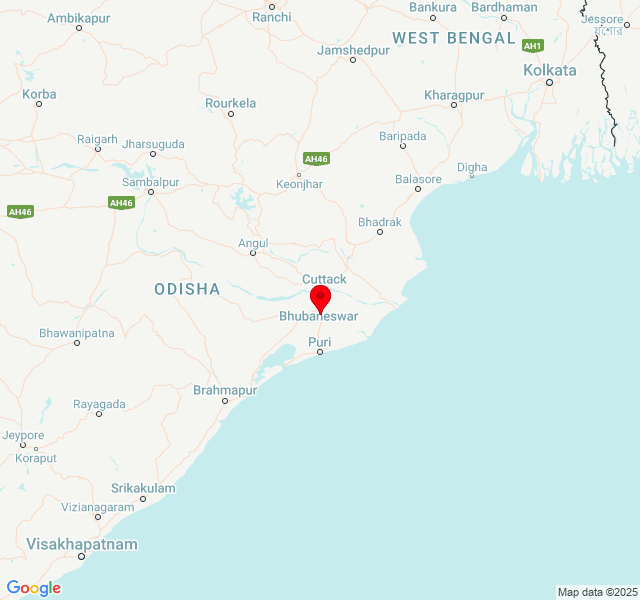 Ambikapur
Ranchi
Bankura
Bardhaman
Jessore
WEST BENGAL
AH1
Jamshedpur
Kolkata
Korba
Rourkela
Kharagpur
Raigarh
Jharsuguda
Baripada
AH46
Digha
Sambalpur
Keonjhar
Balasore
AH46
AH46
Bhadrak
Angul
Cuttack
ODISHA
Bhubaneswar
Bhawanipatna
Puri
Brahmapur
Rayagada
Jeypore
Koraput
Srikakulam
Vizianagaram
Visakhapatnam
Google
Map data ©2025